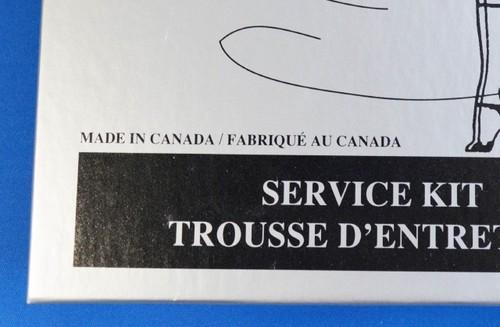 MADE IN CANADA / FABRIQUÉ AU CANADA
SERVICE KIT
TROUSSE D'ENTRET